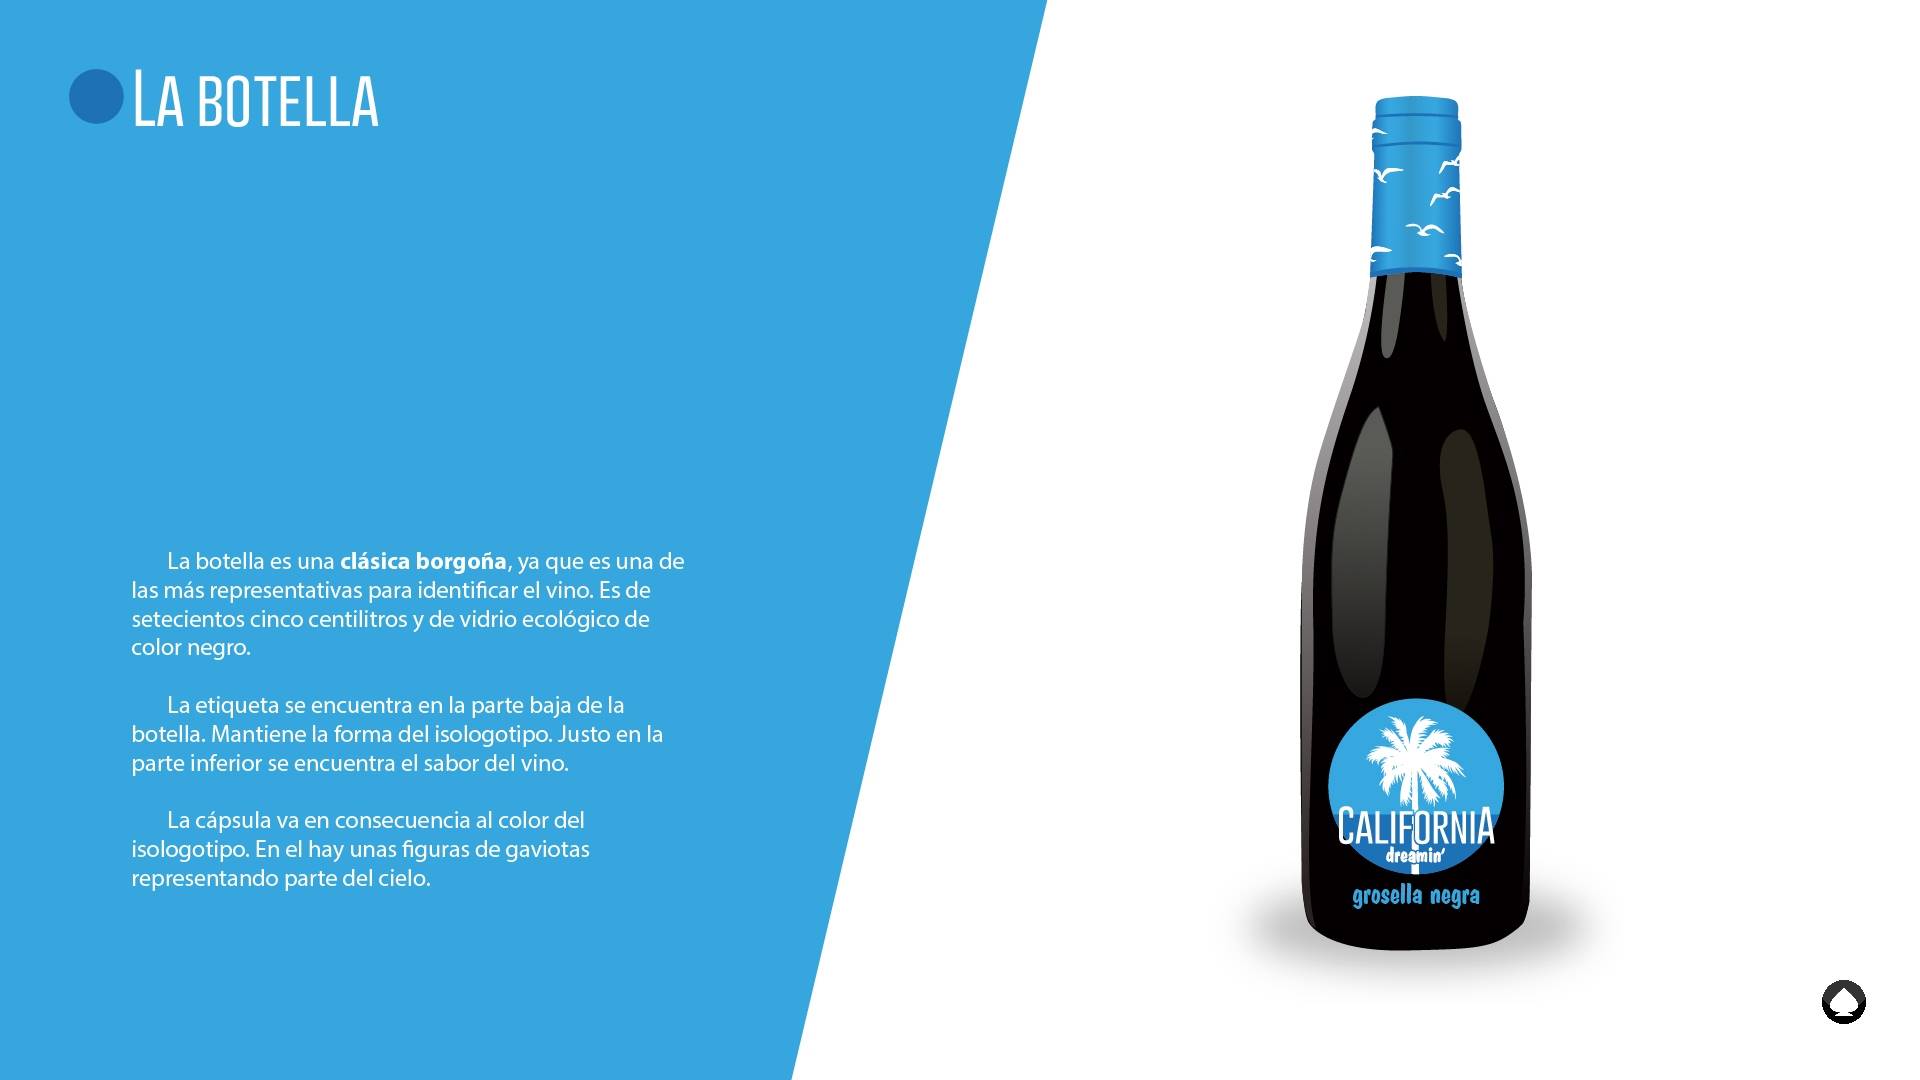 LA BOTELLA
La botella es una clásica borgoña, ya que es una de
las más representativas para identificar el vino. Es de
setecientos cinco centilitros y de vidrio ecológico de
color negro.
La etiqueta se encuentra en la parte baja de la
botella. Mantiene la forma del isologotipo. Justo en la
parte inferior se encuentra el sabor del vino.
La cápsula va en consecuencia al color del
isologotipo. En el hay unas figuras de gaviotas
representando parte del cielo.
CALIFORNIA
dreamin'
grosella negra